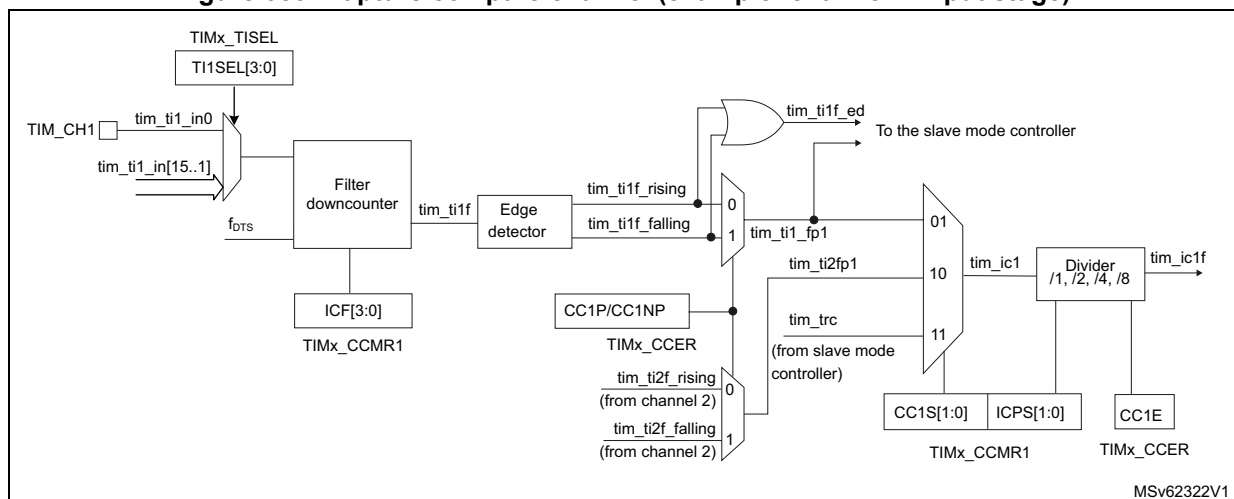 TIMx_TISEL
TI1SEL[3:0]
TIM_CH1
tim_ti1_in0
tim_ti1_in[15..1]
fDTS
Filter
downcounter
ICF[3:0]
TIMx_CCMR1
tim_ti1f
Edge
detector
tim_ti1f_rising
tim_ti1f_falling
tim_ti1f_ed
To the slave mode controller
0
1
tim_ti1_fp1
CC1P/CC1NP
TIMx_CCER
tim_ti2f_rising
(from channel 2)
tim_ti2f_falling
(from channel 2)
0
1
tim_ti2fp1
tim_trc
(from slave mode
controller)
01
10
11
tim_ic1
Divider
/1, /2, /4, /8
tim_ic1f
CC1S[1:0]
ICPS[1:0]
TIMx_CCMR1
CC1E
TIMx_CCER
MSv62322V1